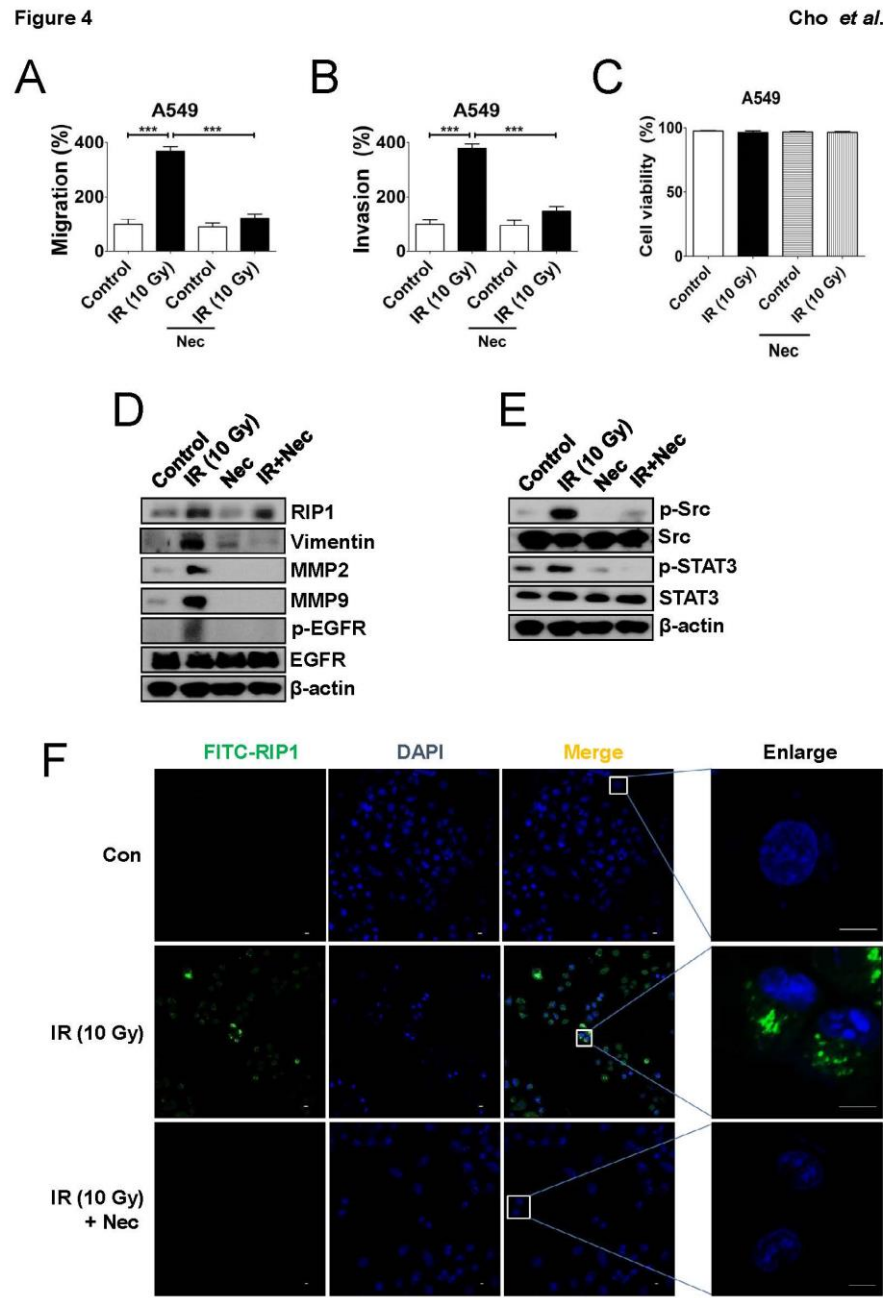 Figure 4 Cho et al.
A B C
A549 A549 A549
Migration (%)
400
200
0
*** ***
Control IR (10 Gy) Control IR (10 Gy)
Nec
Invasion (%)
400
200
0
*** ***
Control IR (10 Gy) Control IR (10 Gy)
Nec
Cell viability (%)
100
50
0
Control IR (10 Gy) Control IR (10 Gy)
Nec
D
Control IR (10 Gy) Nec IR+Nec
RIP1
Vimentin
MMP2
MMP9
p-EGFR
EGFR
β-actin
E
Control IR (10 Gy) Nec IR+Nec
p-Src
Src
p-STAT3
STAT3
β-actin
F
FITC-RIP1 DAPI Merge Enlarge
Con
IR (10 Gy)
IR (10 Gy)
+ Nec